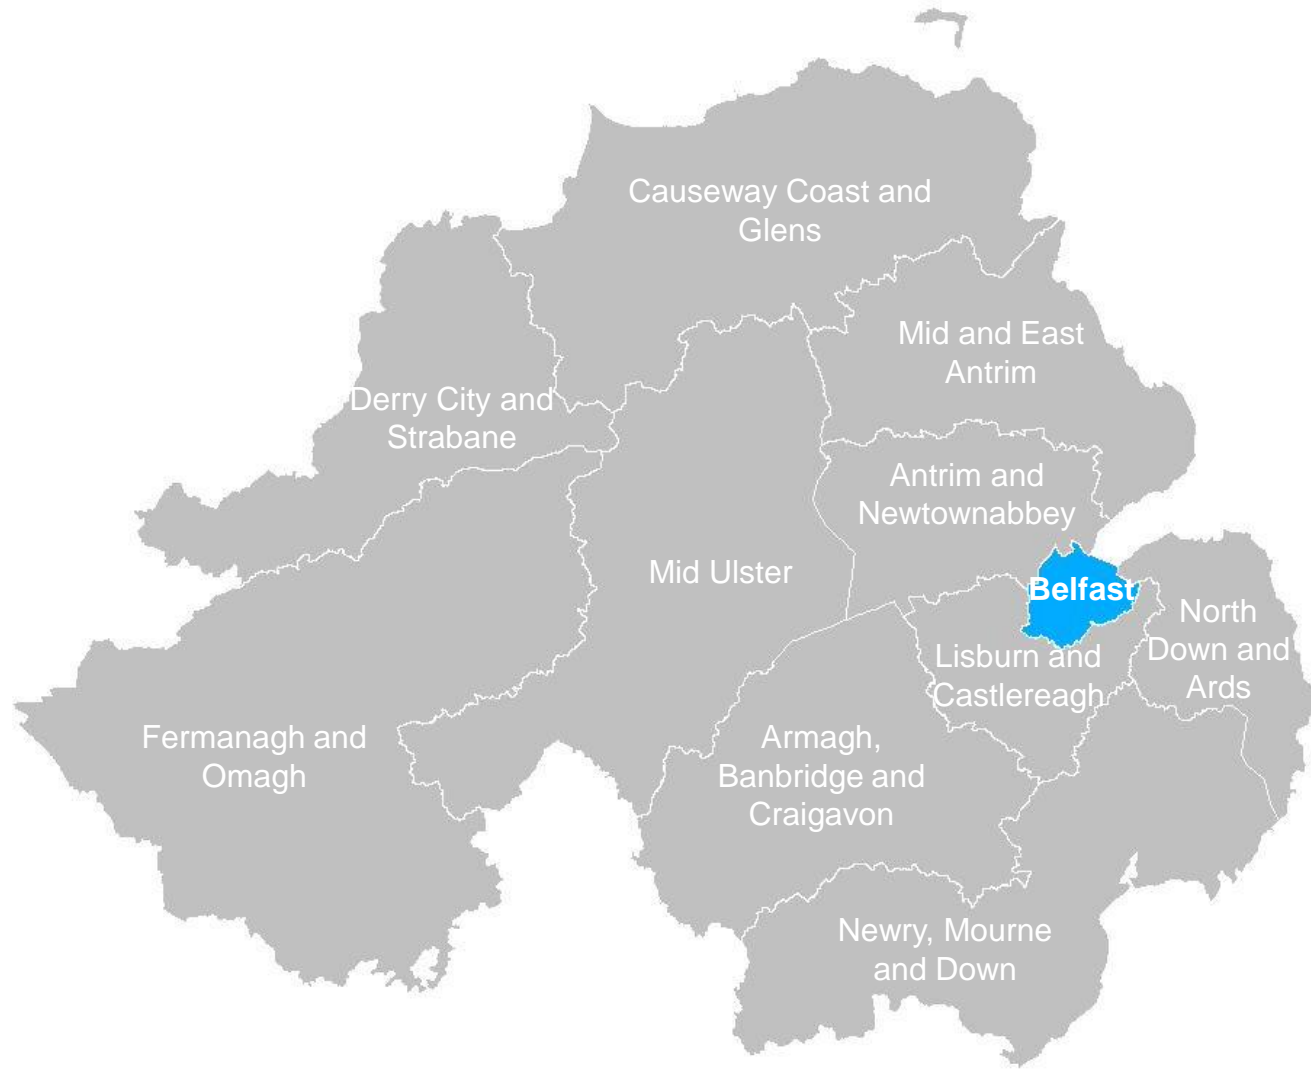 Causeway Coast and
Glens
Mid and East
Antrim
Derry City and
Strabane
Antrim and
Newtownabbey
Mid Ulster
Belfast
North
Down and
Ards
Lisburn and
Castlereagh
Fermanagh and
Omagh
Armagh,
Banbridge and
Craigavon
Newry, Mourne
and Down